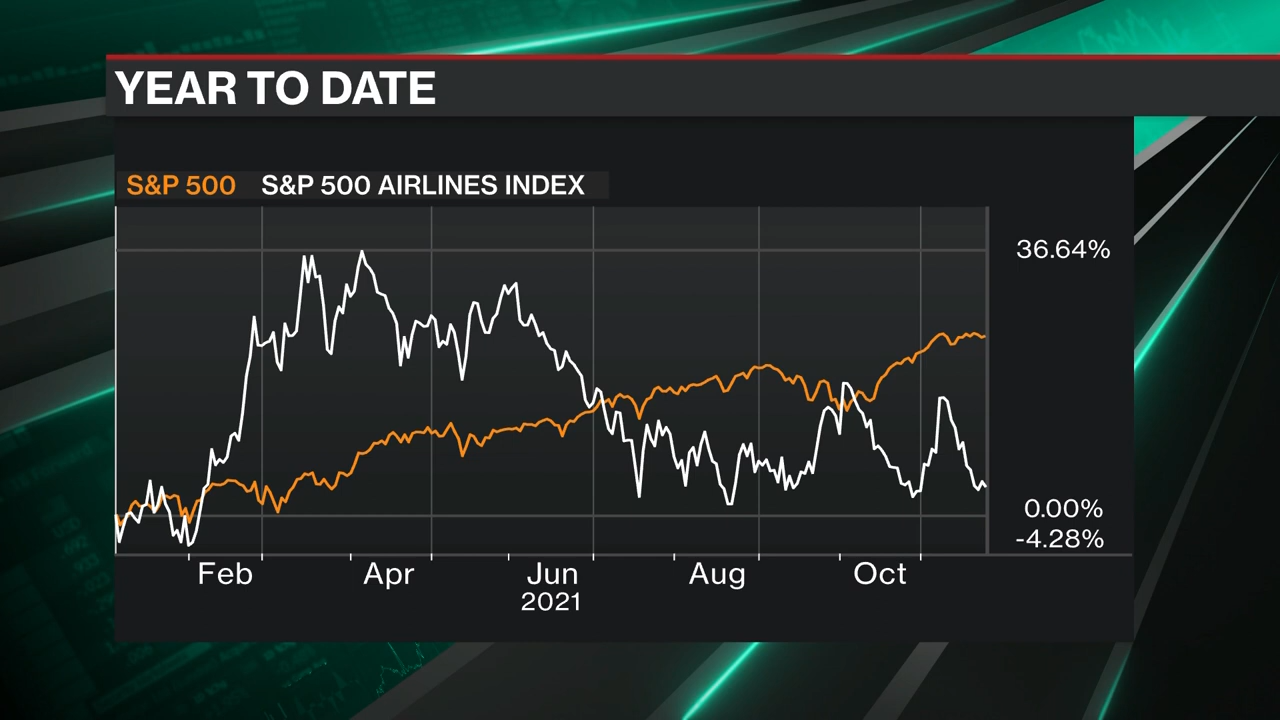 YEAR TO DATE
S&P 500 S&P 500 AIRLINES INDEX
36.64%
0.00%
-4.28%
Feb Apr Jun Aug Oct
2021